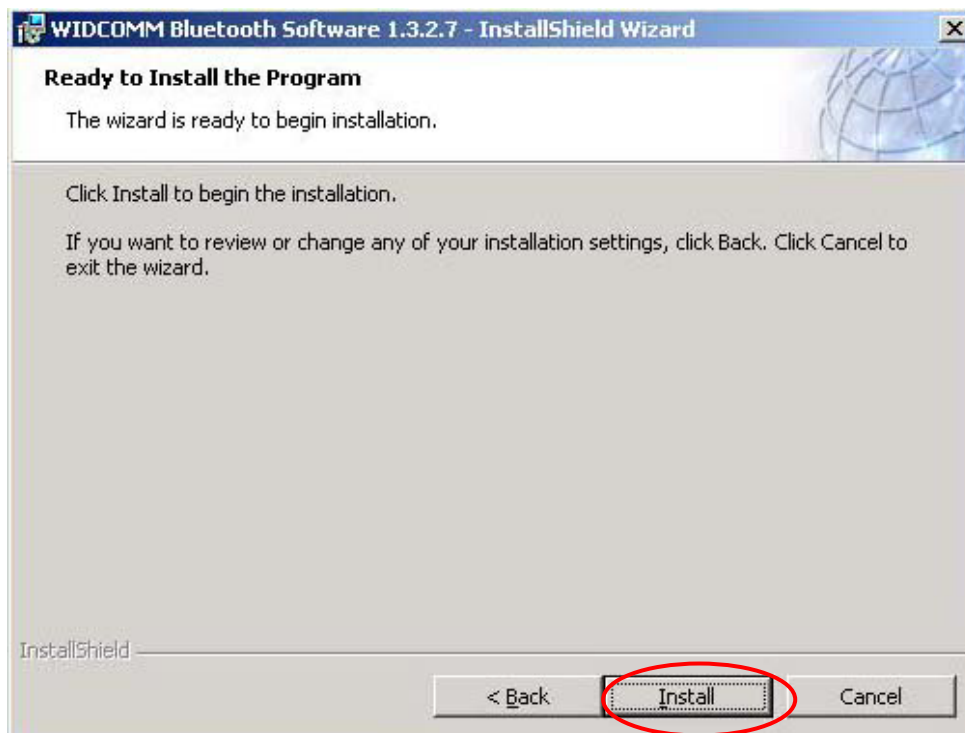 WIDCOMM Bluetooth Software 1.3.2.7 - InstallShield Wizard
Ready to Install the Program
The wizard is ready to begin installation.
Click Install to begin the installation.
If you want to review or change any of your installation settings, click Back. Click Cancel to
exit the wizard.
InstallShield
< Back
Install
Cancel